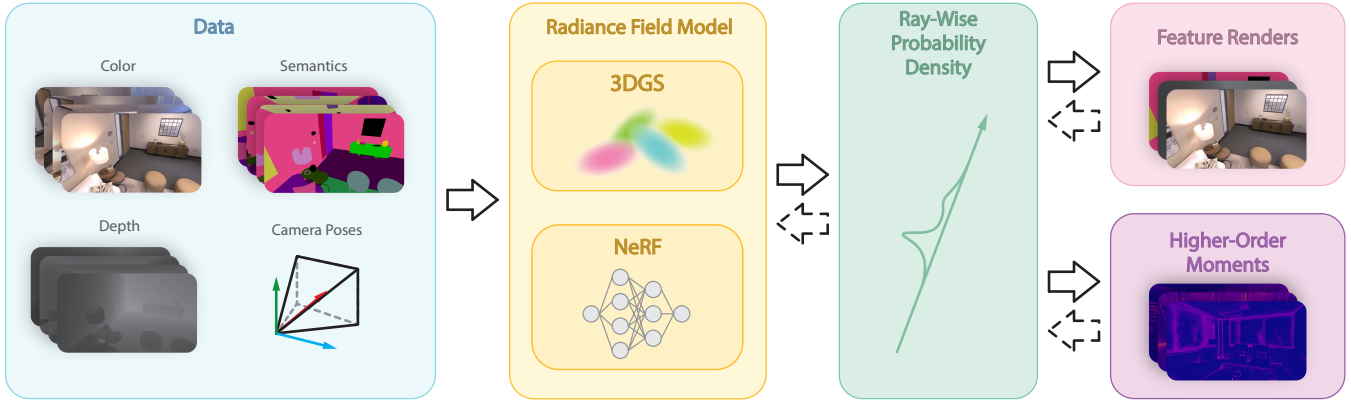 Data
Color
Semantics
Depth
Camera Poses
Radiance Field Model
3DGS
NeRF
Ray-Wise
Probability
Density
Feature Renders
Higher-Order
Moments